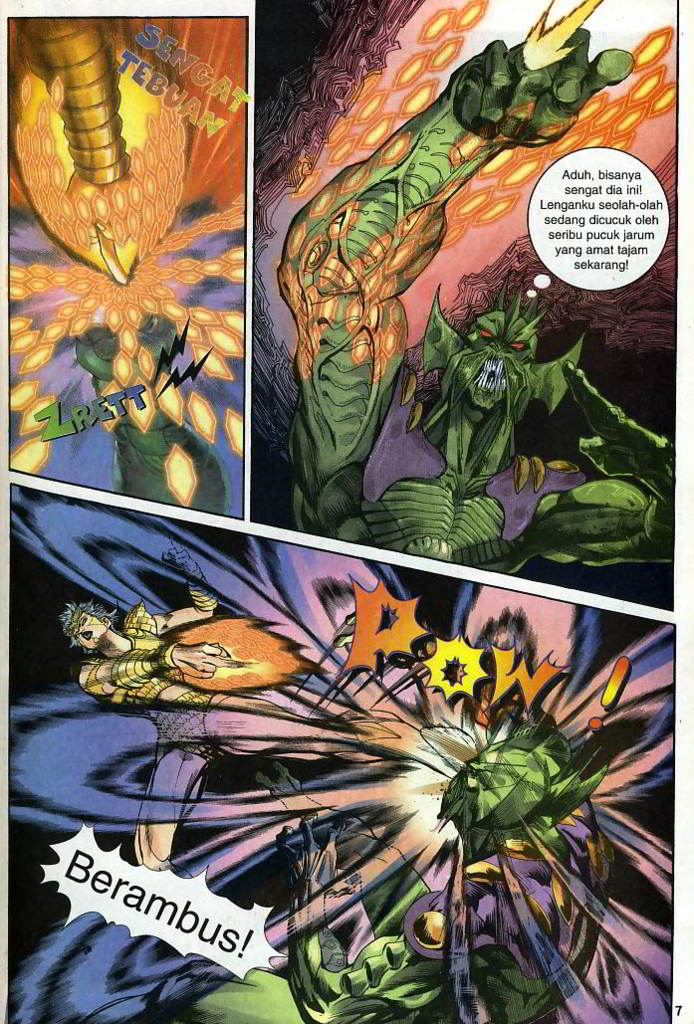 SENGAT
TEBUAN
ZRETT
Aduh, bisanya
sengat dia ini!
Lenganku seolah-olah
sedang dicucuk oleh
seribu pucuk jarum
yang amat tajam
sekarang!
POW!
Berambus!
7